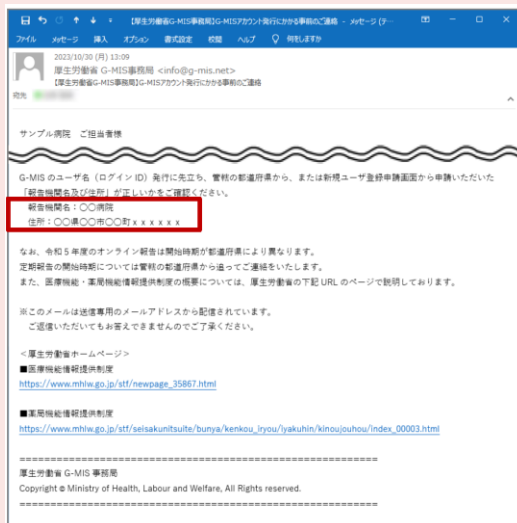 【厚生労働省G-MIS事務局】G-MISアカウント発行にかかる事前のご連絡 - メッセージ (テ…
ファイル メッセージ 挿入 オプション 書式設定 校閲 ヘルプ 何をしますか
2023/10/30 (月) 13:09
厚生労働省 G-MIS事務局 <info@g-mis.net>
【厚生労働省G-MIS事務局】G-MISアカウント発行にかかる事前のご連絡
宛先
サンプル病院 ご担当者様
G-MIS のユーザ名（ログイン ID）発行に先立ち、管轄の都道府県から、または新規ユーザ登録申請画面から申請いただいた
「報告機関名及び住所」が正しいかをご確認ください。
報告機関名：〇〇病院
住所：〇〇県〇〇市〇〇町ｘｘｘｘｘｘ
なお、令和５年度のオンライン報告は開始時期が都道府県により異なります。
定期報告の開始時期については管轄の都道府県から追ってご連絡をいたします。
また、医療機能・薬局機能情報提供制度の概要については、厚生労働省の下記 URL のページで説明しております。
※このメールは送信専用のメールアドレスから配信されています。
ご返信いただいてもお答えできませんのでご了承ください。
＜厚生労働省ホームページ＞
■医療機能情報提供制度
https://www.mhlw.go.jp/stf/newpage_35867.html
■薬局機能情報提供制度
https://www.mhlw.go.jp/stf/seisakunitsuite/bunya/kenkou_iryou/iyakuhin/kinoujouhou/index_00003.html
==========================================================
厚生労働省 G-MIS 事務局
Copyright © Ministry of Health, Labour and Welfare, All Rights reserved.
==========================================================